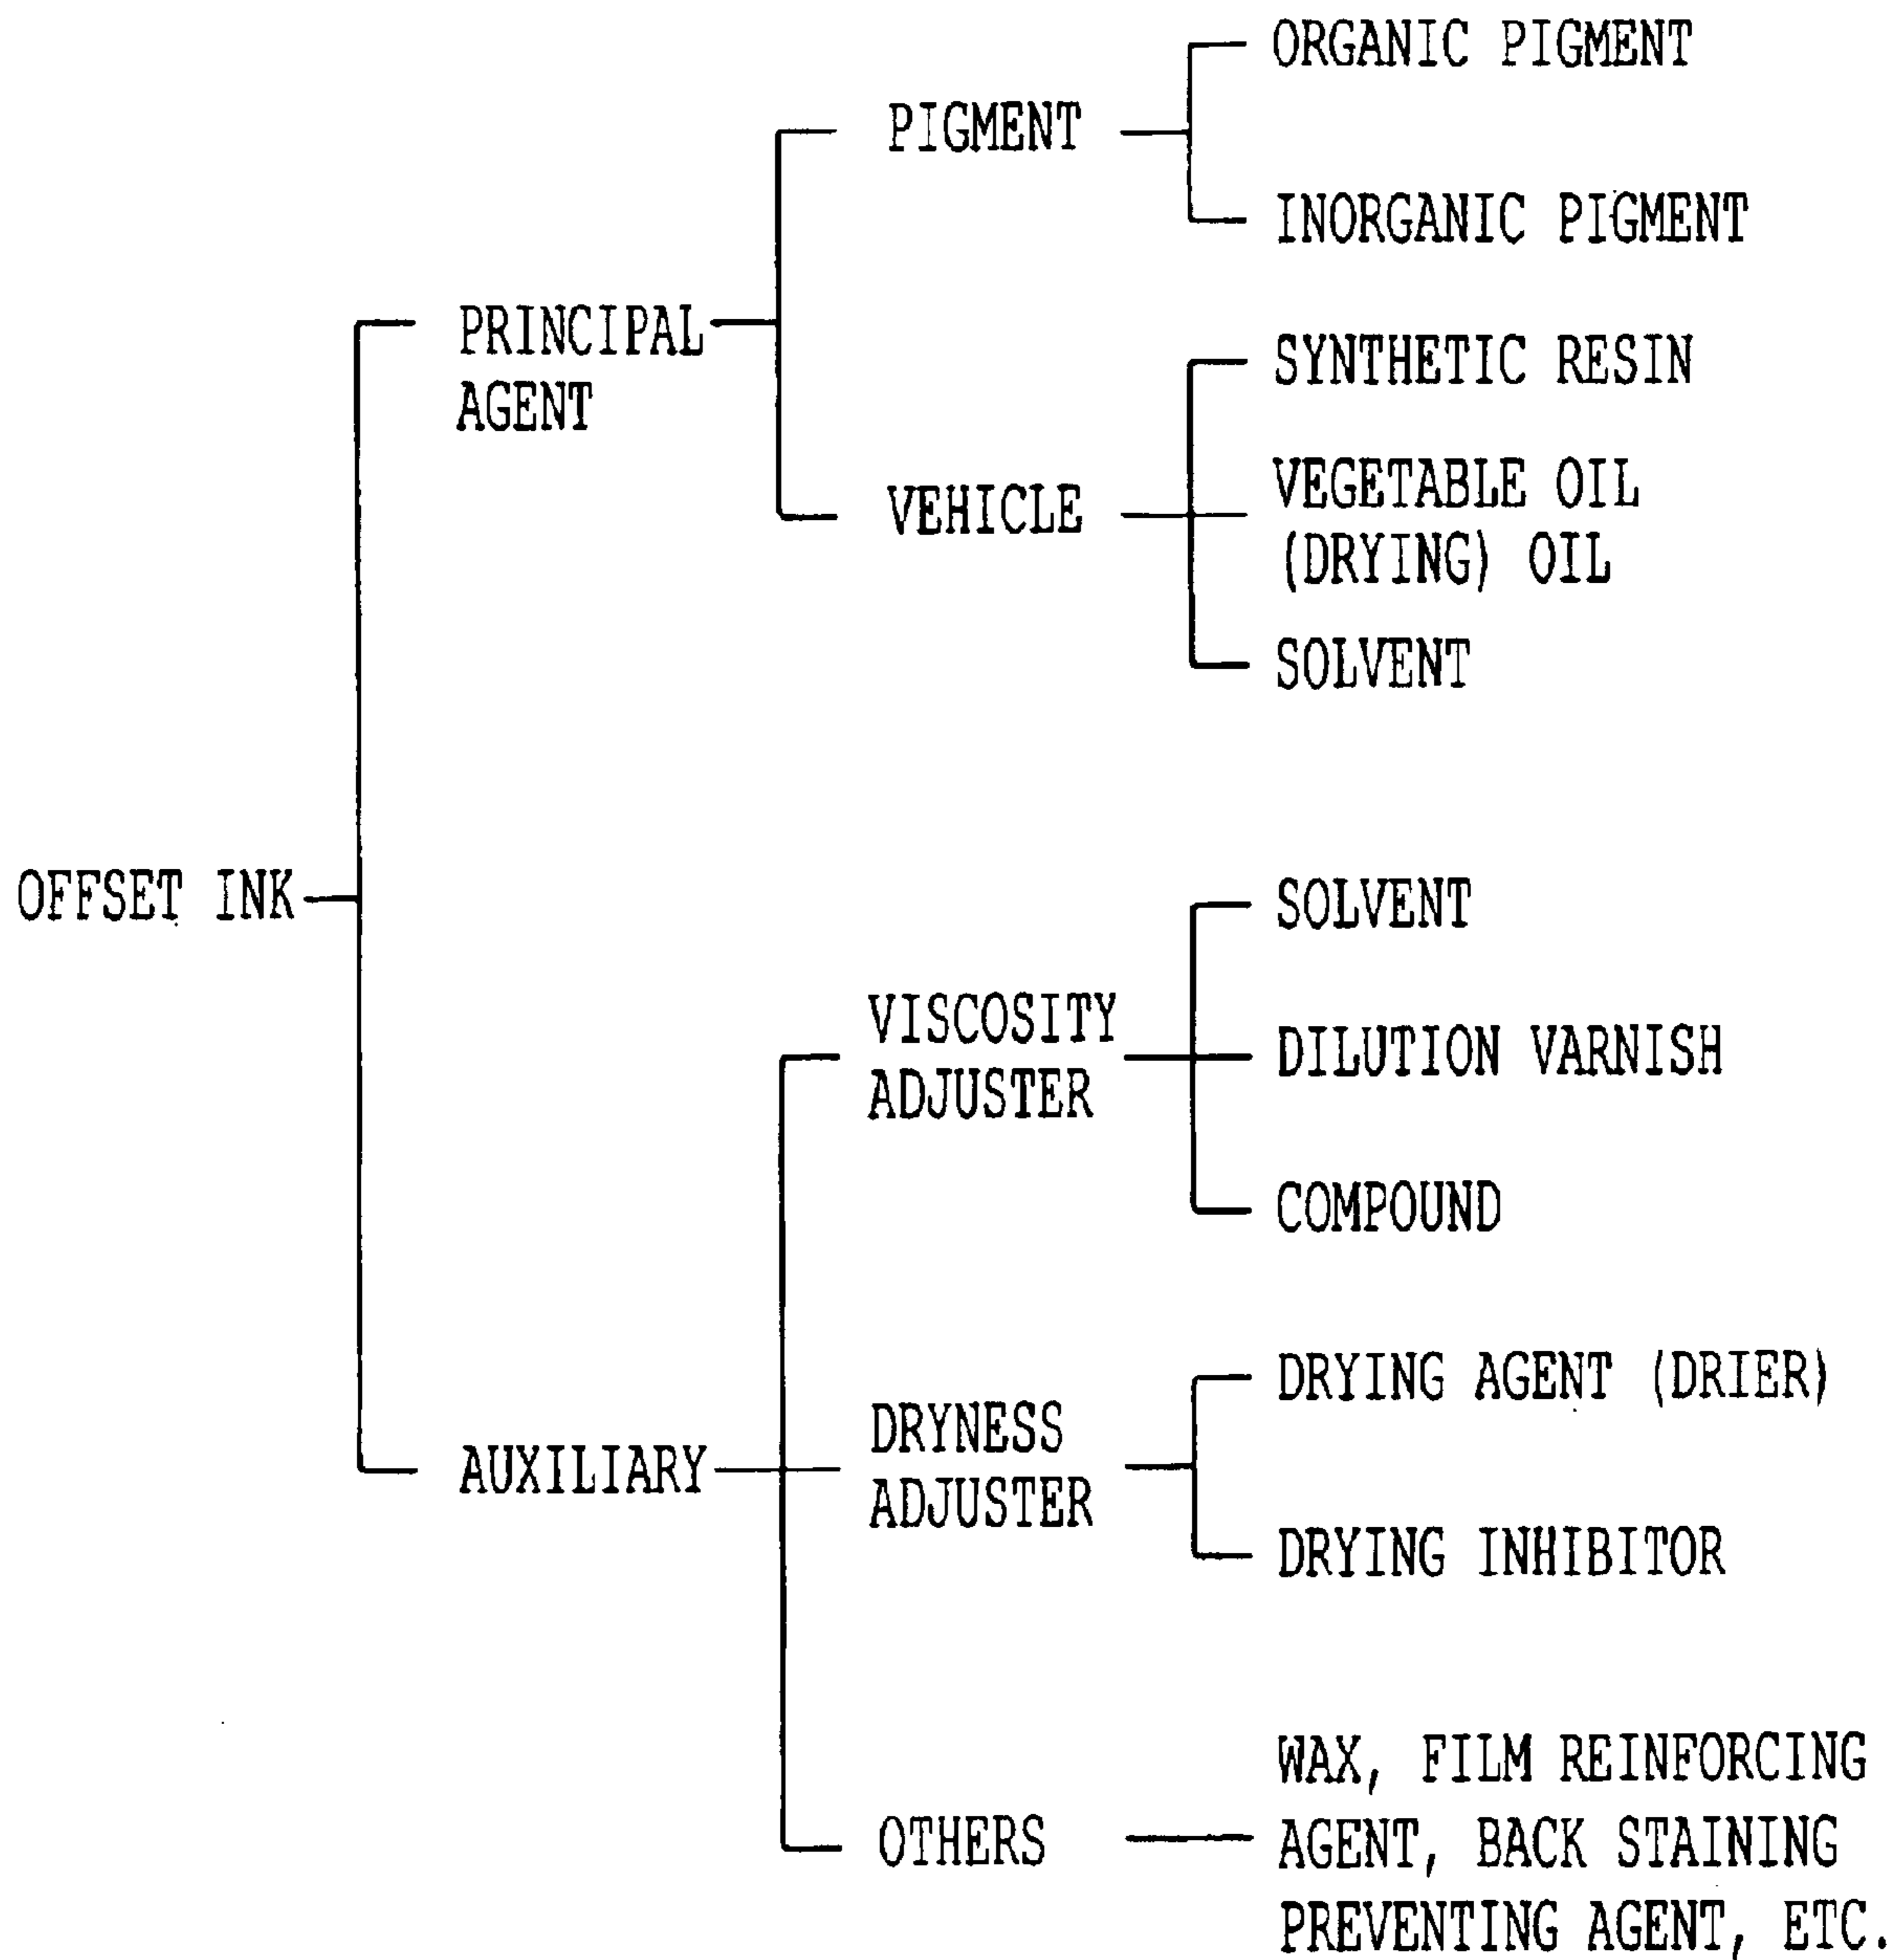 ORGANIC PIGMENT
PIGMENT
INORGANIC PIGMENT
PRINCIPAL
AGENT
SYNTHETIC RESIN
VEHICLE
VEGETABLE OIL
(DRYING) OIL
SOLVENT
OFFSET INK
SOLVENT
VISCOSITY
ADJUSTER
DILUTION VARNISH
COMPOUND
AUXILIARY
DRYNESS
ADJUSTER
DRYING AGENT (DRIER)
DRYING INHIBITOR
OTHERS
WAX, FILM REINFORCING
AGENT, BACK STAINING
PREVENTING AGENT, ETC.